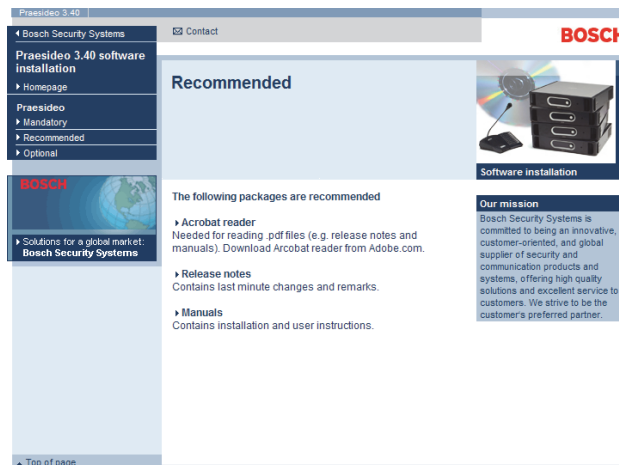 Praesideo 3.40
Bosch Security Systems
Contact
BOSCH
Praesideo 3.40 software
installation
Homepage
Praesideo
Mandatory
Recommended
Optional
BOSCH
Solutions for a global market:
Bosch Security Systems
Recommended
Software installation
The following packages are recommended
Acrobat reader
Needed for reading .pdf files (e.g. release notes and
manuals). Download Arcobat reader from Adobe.com.
Release notes
Contains last minute changes and remarks.
Manuals
Contains installation and user instructions.
Our mission
Bosch Security Systems is
committed to being an innovative,
customer-oriented, and global
supplier of security and
communication products and
systems, offering high quality
solutions and excellent service to
customers. We strive to be the
customer's preferred partner.
Top of page